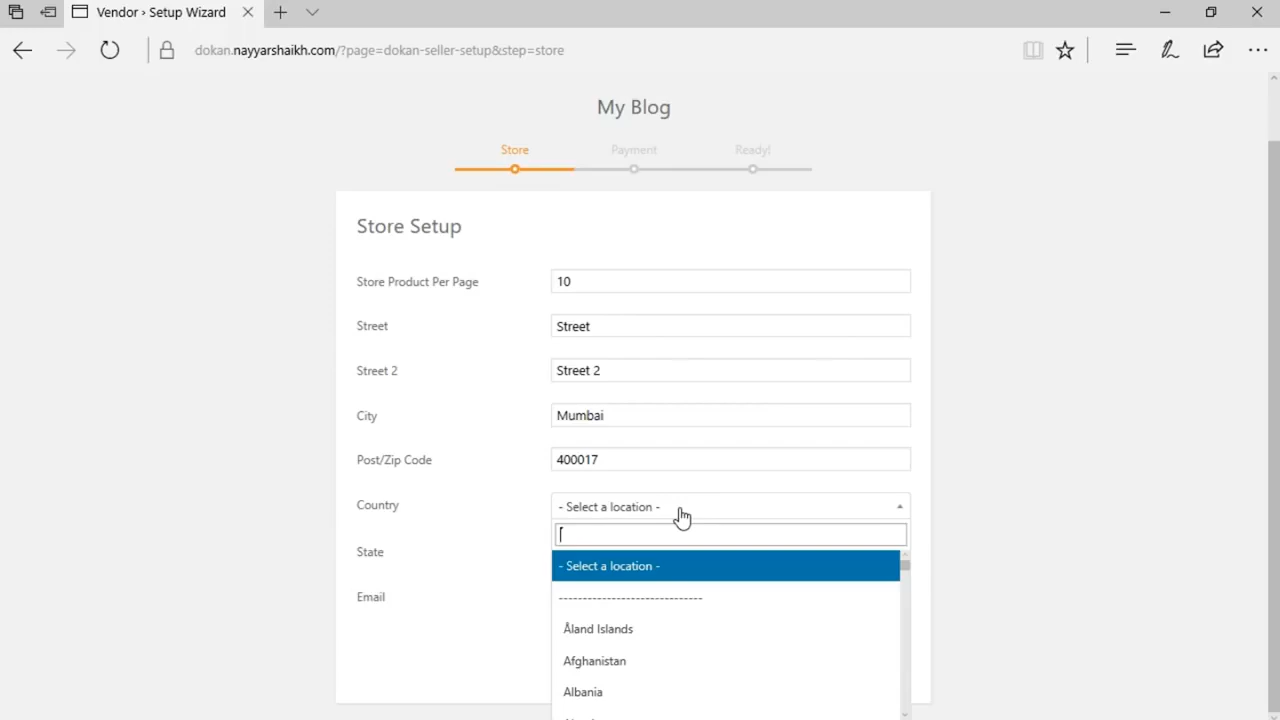 Vendor › Setup Wizard
dokan.nayyarshaikh.com/?page=dokan-seller-setup&step=store
My Blog
Store Payment Ready!
Store Setup
Store Product Per Page 10
Street Street
Street 2 Street 2
City Mumbai
Post/Zip Code 400017
Country - Select a location -
- Select a location -
State
------------------------------
Email
Åland Islands
Afghanistan
Albania